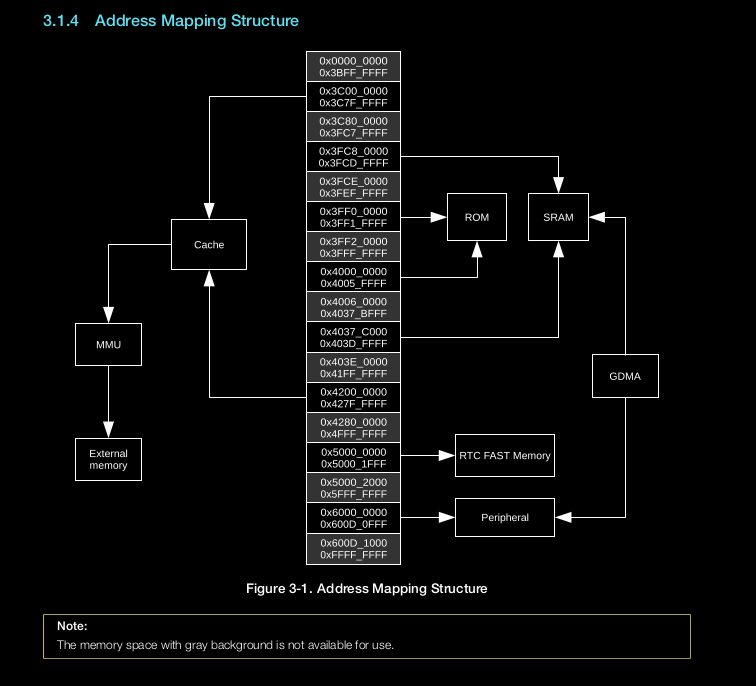 3.1.4 Address Mapping Structure
0x0000_0000
0x3BFF_FFFF
0x3C00_0000
0x3C7F_FFFF
0x3C80_0000
0x3FC7_FFFF
0x3FC8_0000
0x3FCD_FFFF
0x3FCE_0000
0x3FEF_FFFF
0x3FF0_0000
0x3FF1_FFFF
ROM
SRAM
0x3FF2_0000
0x3FFF_FFFF
Cache
0x4000_0000
0x4005_FFFF
0x4006_0000
0x4037_BFFF
0x4037_C000
0x403D_FFFF
MMU
0x403E_0000
0x41FF_FFFF
GDMA
0x4200_0000
0x427F_FFFF
0x4280_0000
0x4FFF_FFFF
0x5000_0000
0x5000_1FFF
RTC FAST Memory
External
memory
0x5000_2000
0x5FFF_FFFF
0x6000_0000
0x600D_0FFF
Peripheral
0x600D_1000
0xFFFF_FFFF
Figure 3-1. Address Mapping Structure
Note:
The memory space with gray background is not available for use.